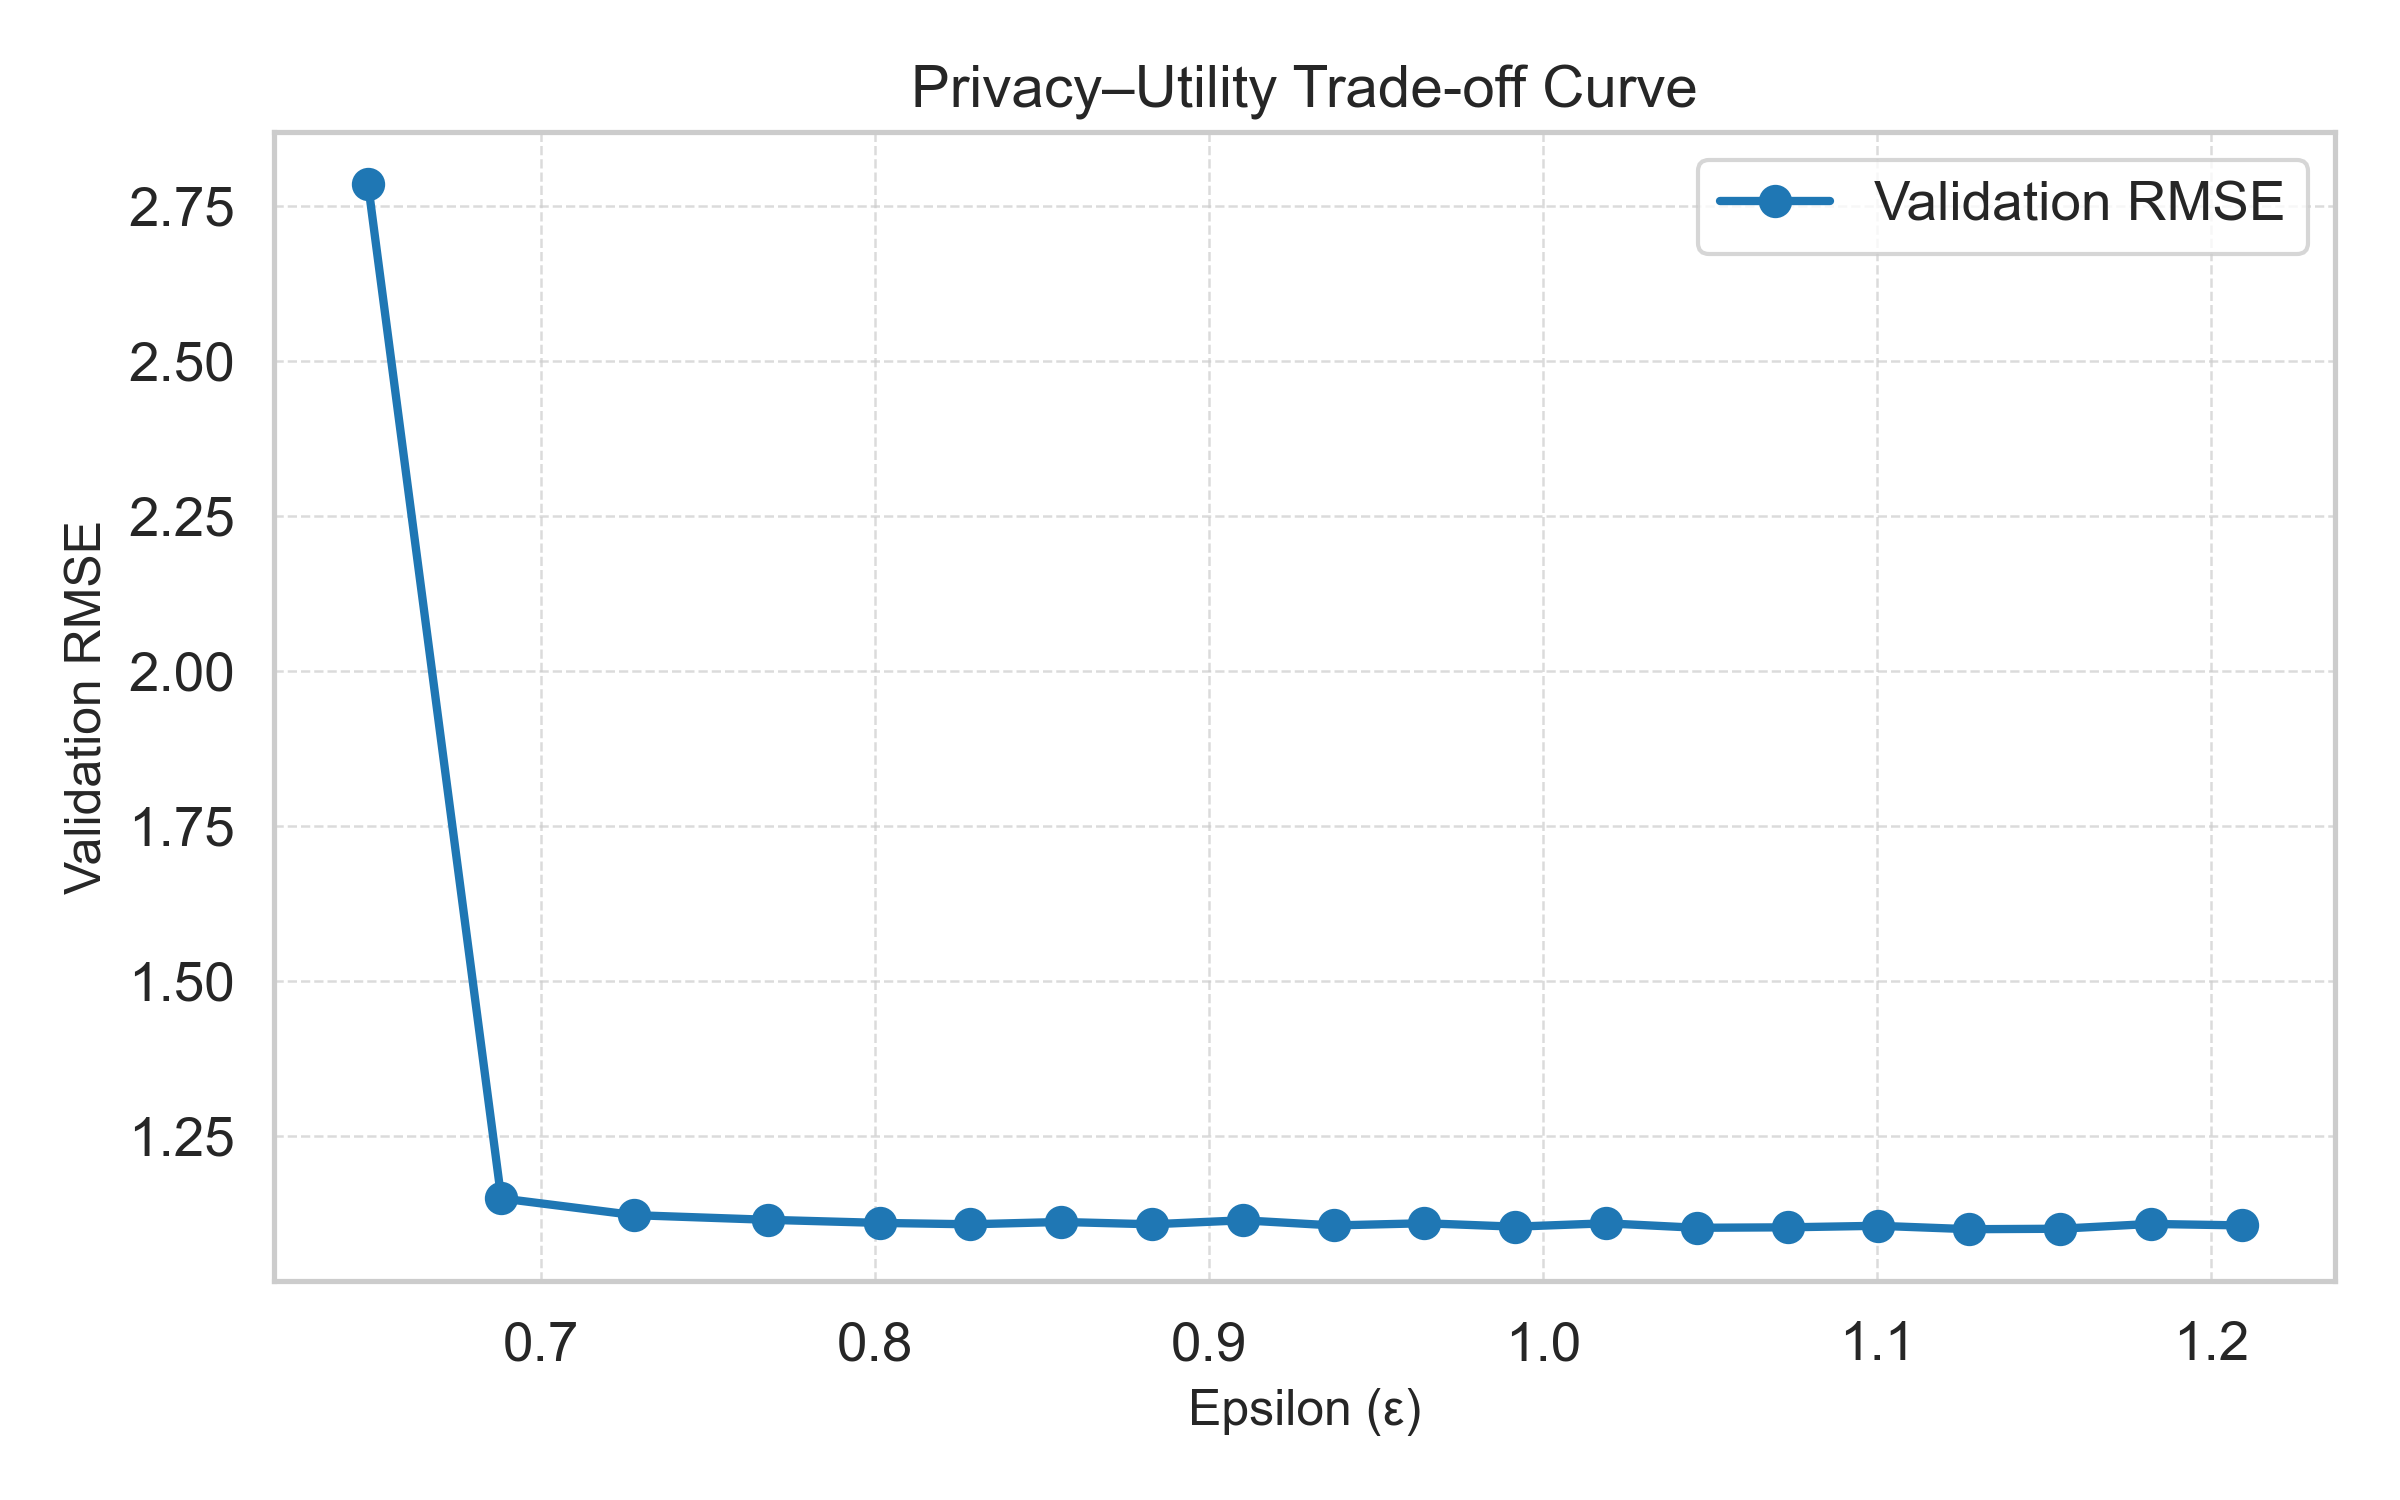 Privacy–Utility Trade-off Curve
Validation RMSE
2.75
2.50
2.25
2.00
1.75
1.50
1.25
Validation RMSE
0.7 0.8 0.9 1.0 1.1 1.2
Epsilon (ε)